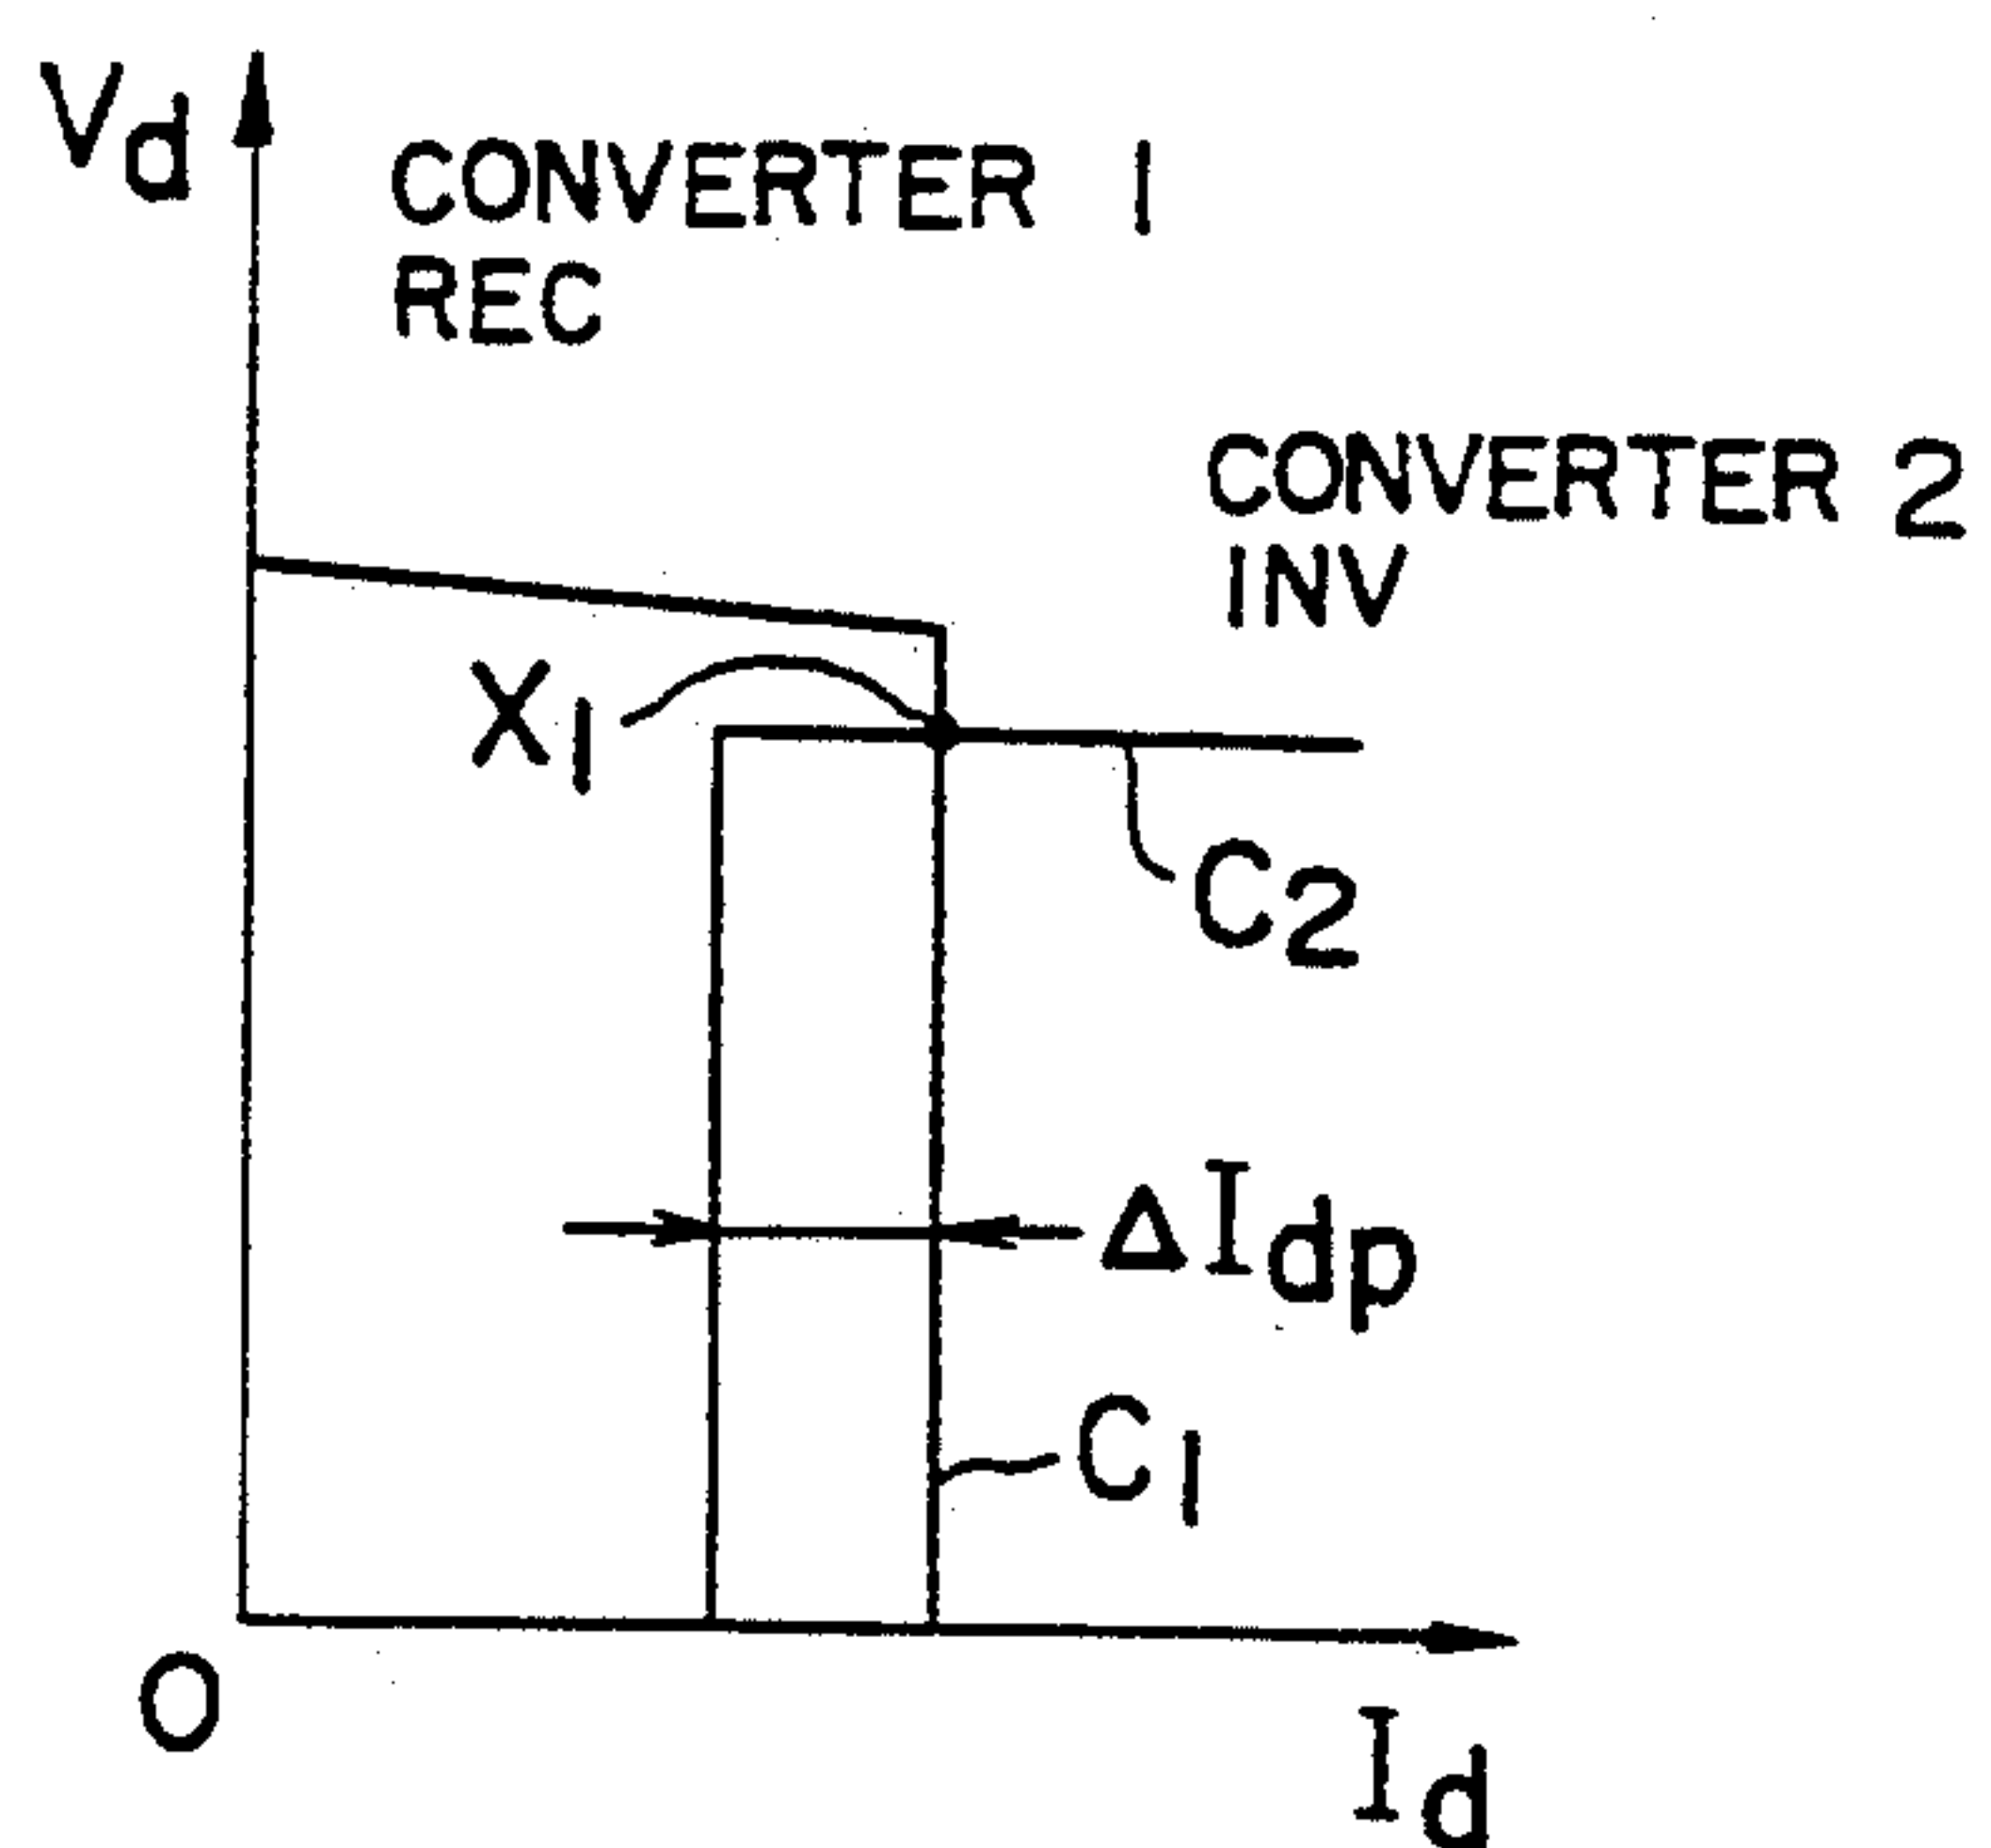 Vd
CONVERTER 1
REC
CONVERTER 2
INV
X1
C2
ΔIdp
C1
O
Id